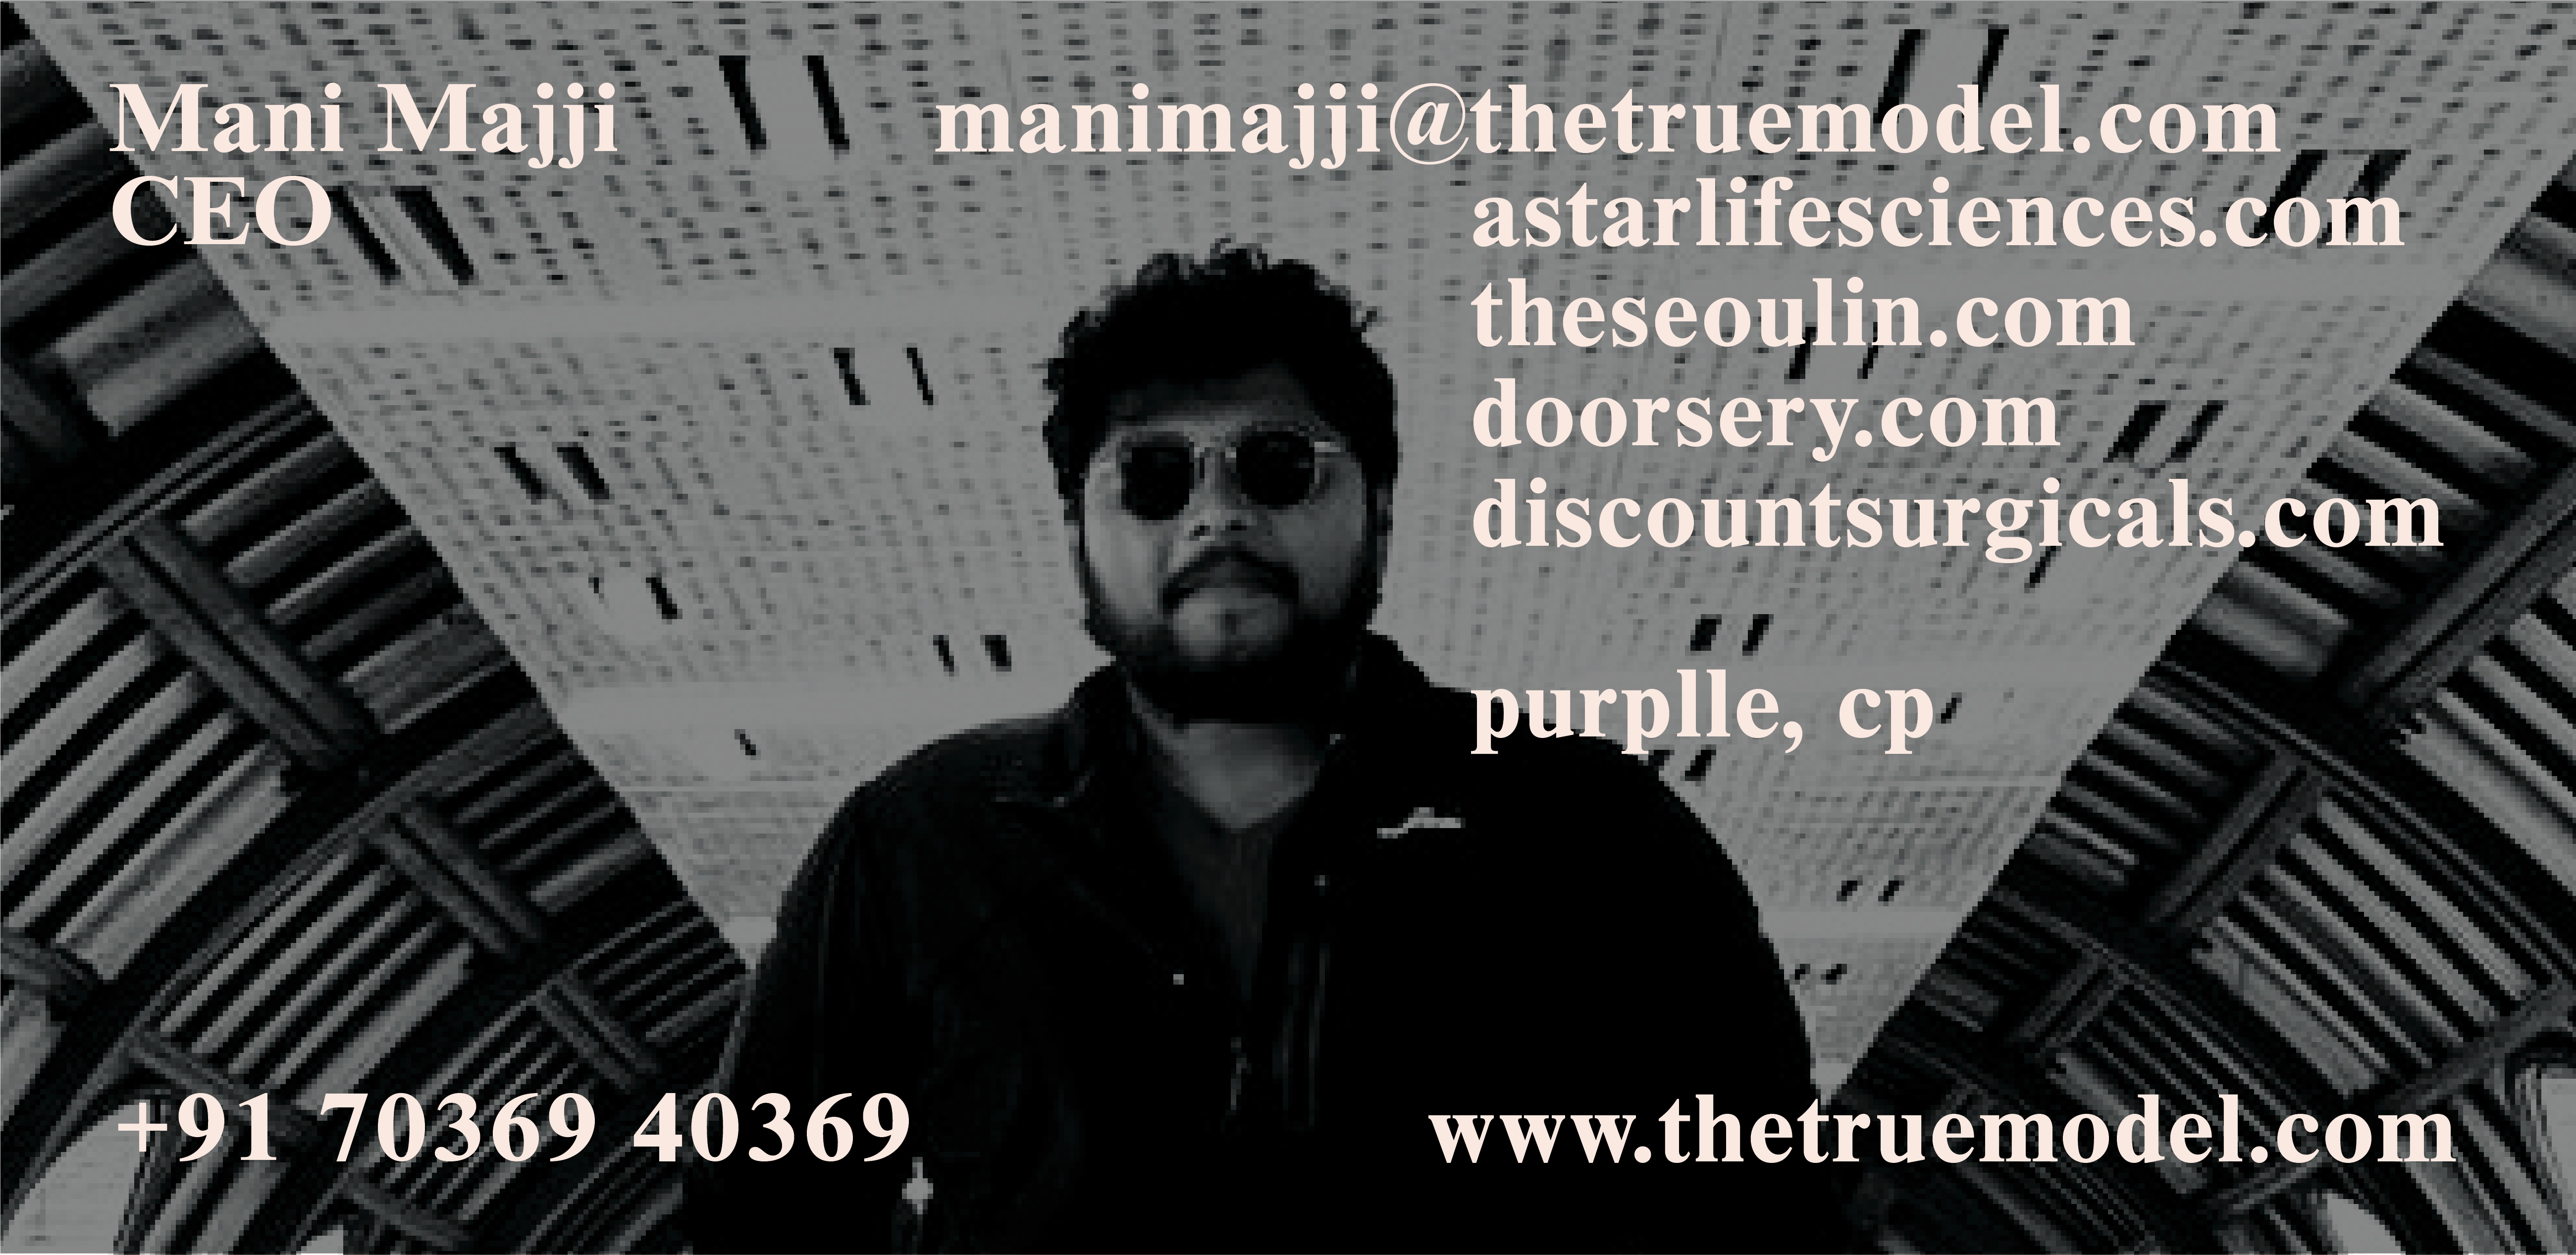 Mani Majji
CEO
manimajji@thetruemodel.com
astarlifesciences.com
theseoulin.com
doorsery.com
discountsurgicals.com
purplle, cp
+91 70369 40369
www.thetruemodel.com